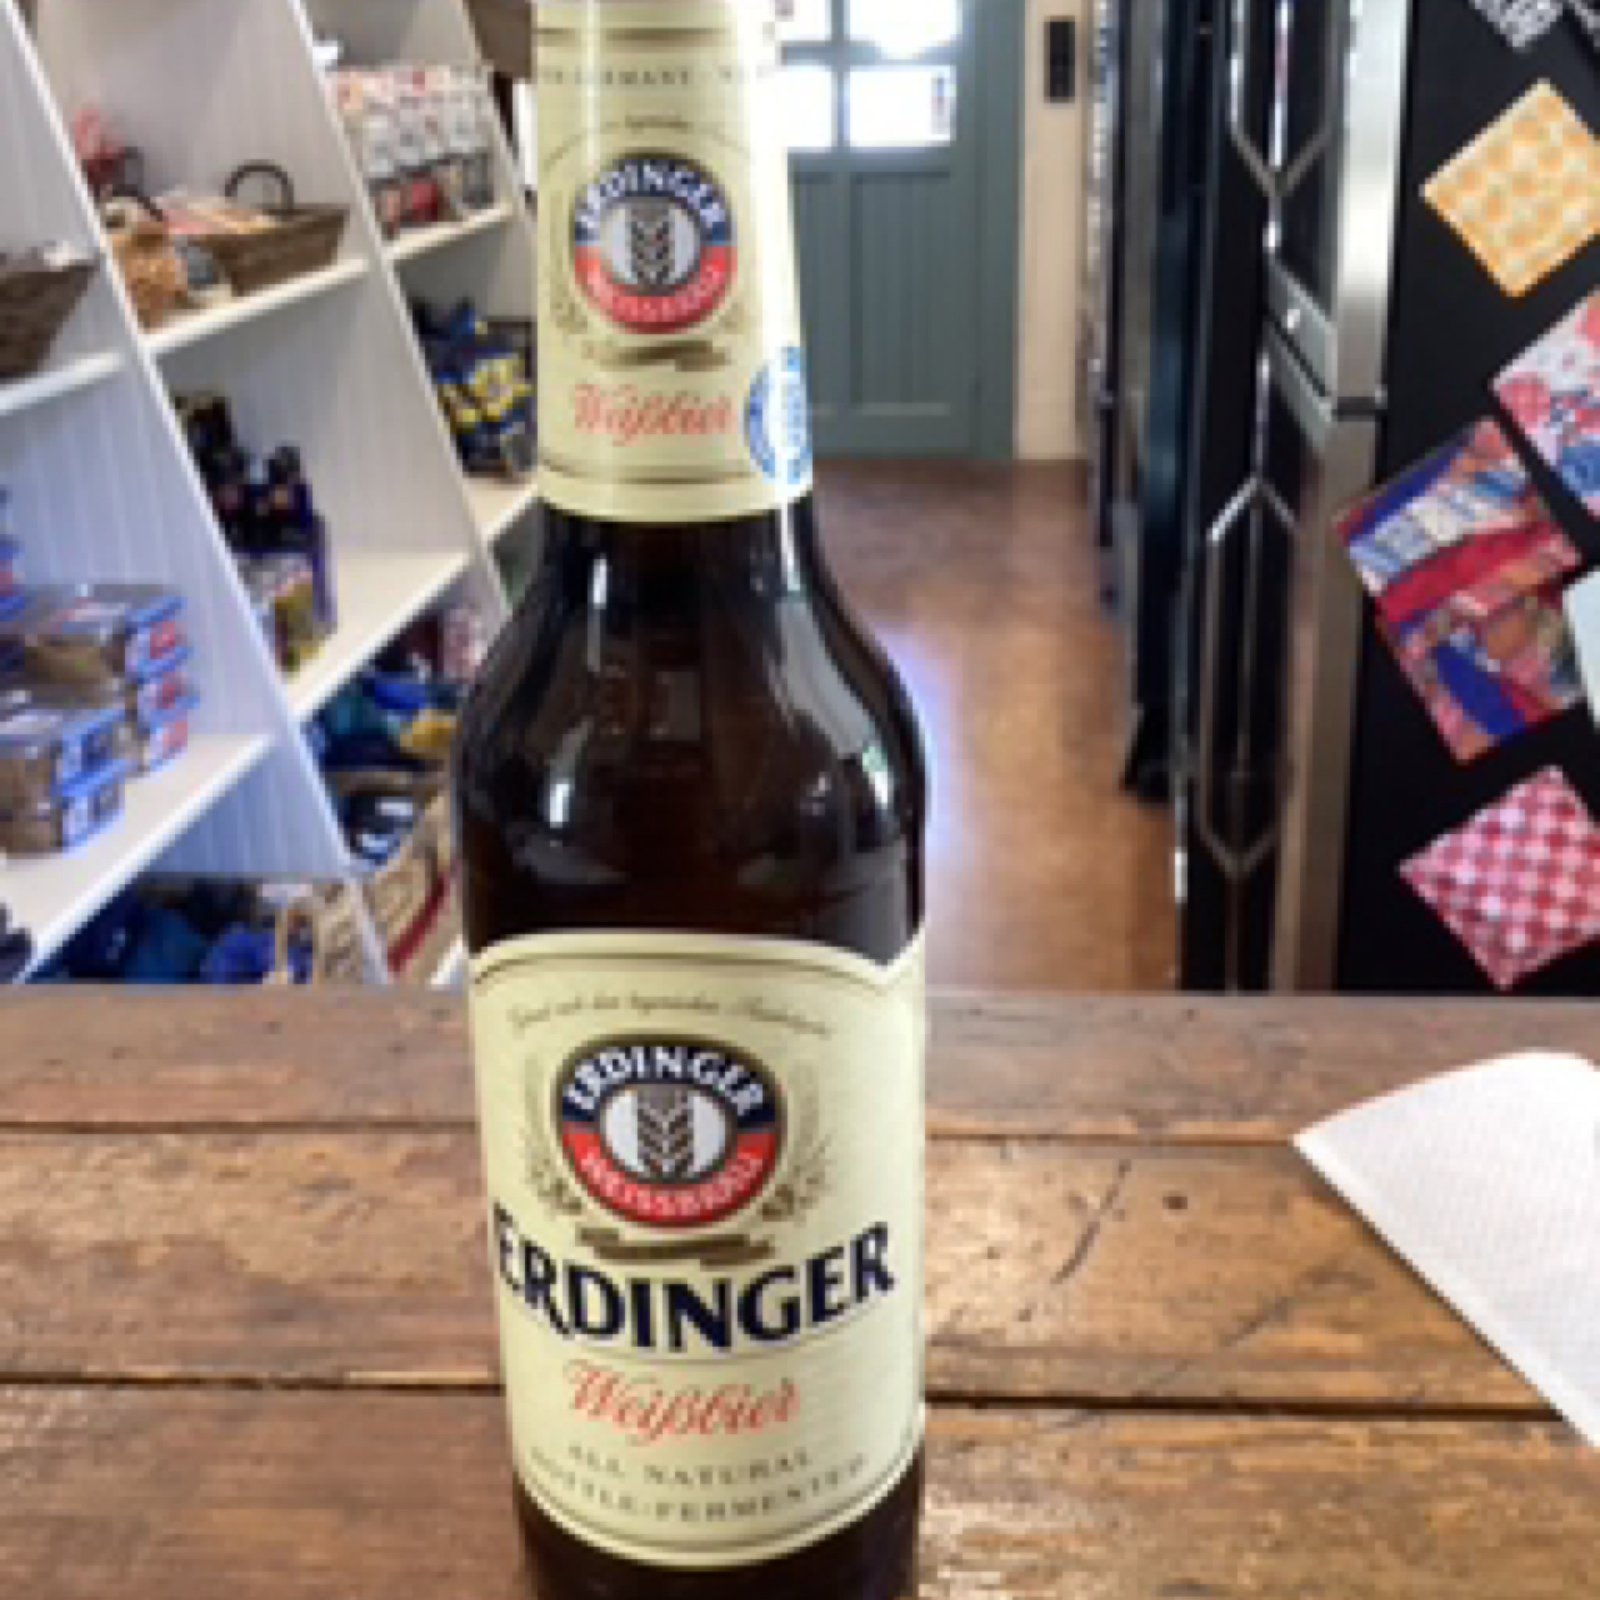 ERDINGER
WEISSBRÄU
Weißbier
ERDINGER
WEISSBRÄU
ERDINGER
Weißbier
ALL NATURAL
BOTTLE-FERMENTED